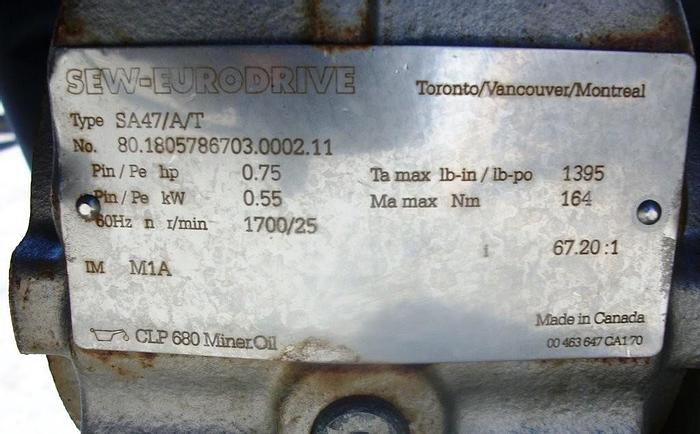 SEW-EURODRIVE Toronto/Vancouver/Montreal
Type SA47/A/T
No. 80.1805786703.0002.11
Pin/Pe hp 0.75 Ta max lb-in / lb-po 1395
Pin/Pe kW 0.55 Ma max Nm 164
60Hz n r/min 1700/25
i 67.20 :1
IM M1A
Made in Canada
CLP 680 Miner.Oil 00 463 647 CA1 70